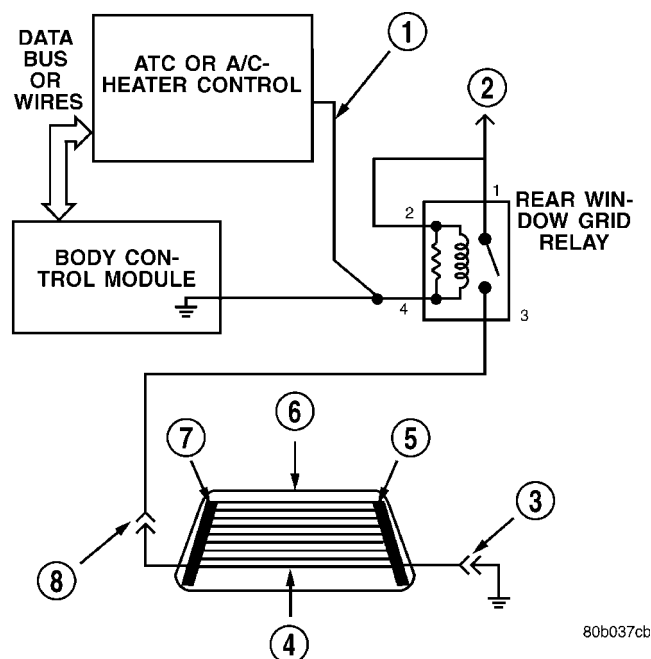 DATA
BUS
OR
WIRES
ATC OR A/C-
HEATER CONTROL
1
2
1
REAR WIN-
DOW GRID
RELAY
2
BODY CON-
TROL MODULE
4
3
6
7
5
3
8
4
80b037cb